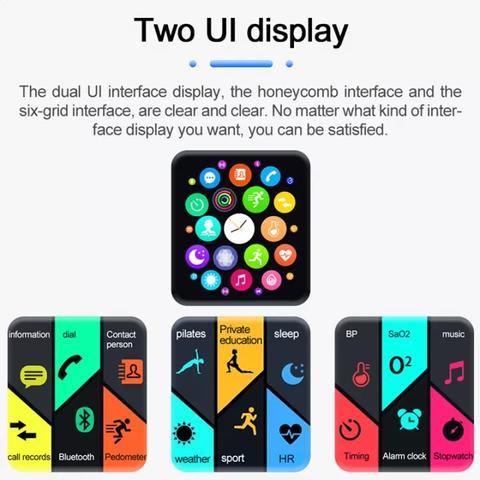 Two UI display
The dual UI interface display, the honeycomb interface and the
six-grid interface, are clear and clear. No matter what kind of inter-
face display you want, you can be satisfied.
information
dial
Contact
person
call records
Bluetooth
Pedometer
pilates
Private
education
sleep
weather
sport
HR
BP
SaO2
music
O2
Timing
Alarm clock
Stopwatch